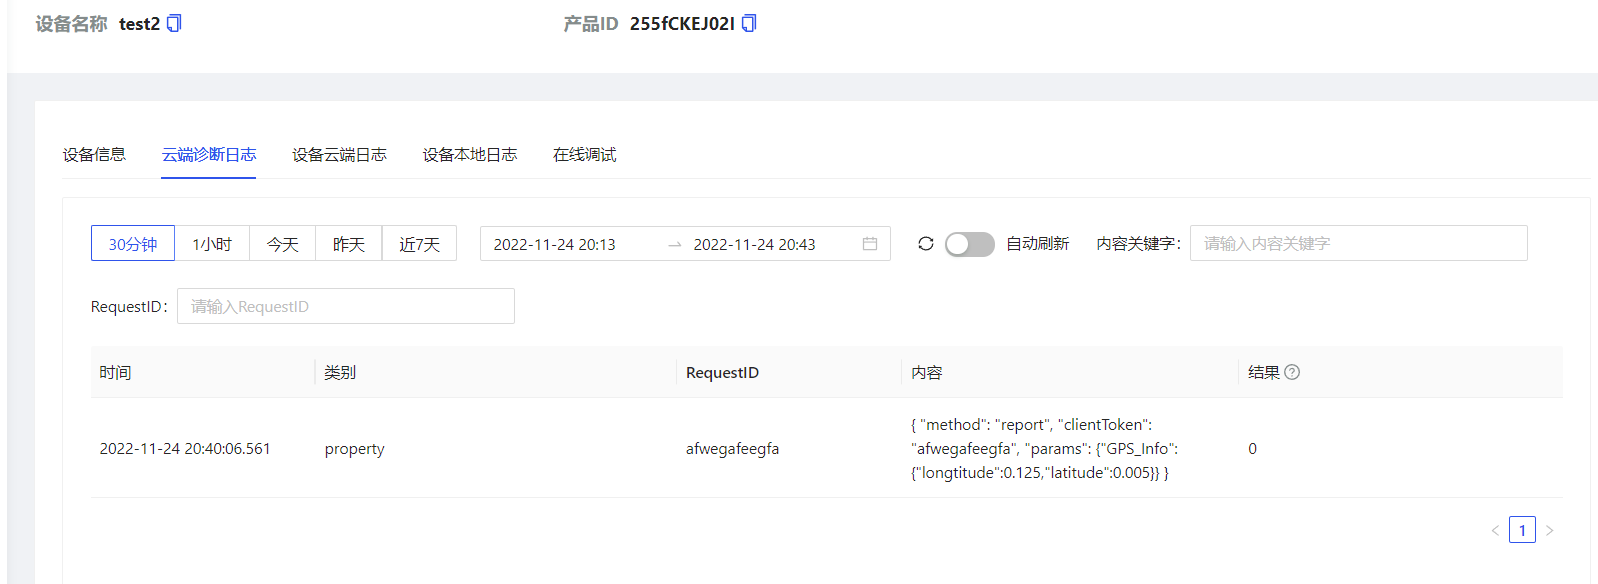 设备名称 test2 产品ID 255fCKEJ02I
设备信息 云端诊断日志 设备云端日志 设备本地日志 在线调试
30分钟 1小时 今天 昨天 近7天 2022-11-24 20:13 → 2022-11-24 20:43 自动刷新 内容关键字: 请输入内容关键字
RequestID: 请输入RequestID
时间 类别 RequestID 内容 结果 ?
{ "method": "report", "clientToken":
2022-11-24 20:40:06.561 property afwegafeegfa "afwegafeegfa", "params": {"GPS_Info": 0
{"longtitude":0.125,"latitude":0.005}} }
< 1 >